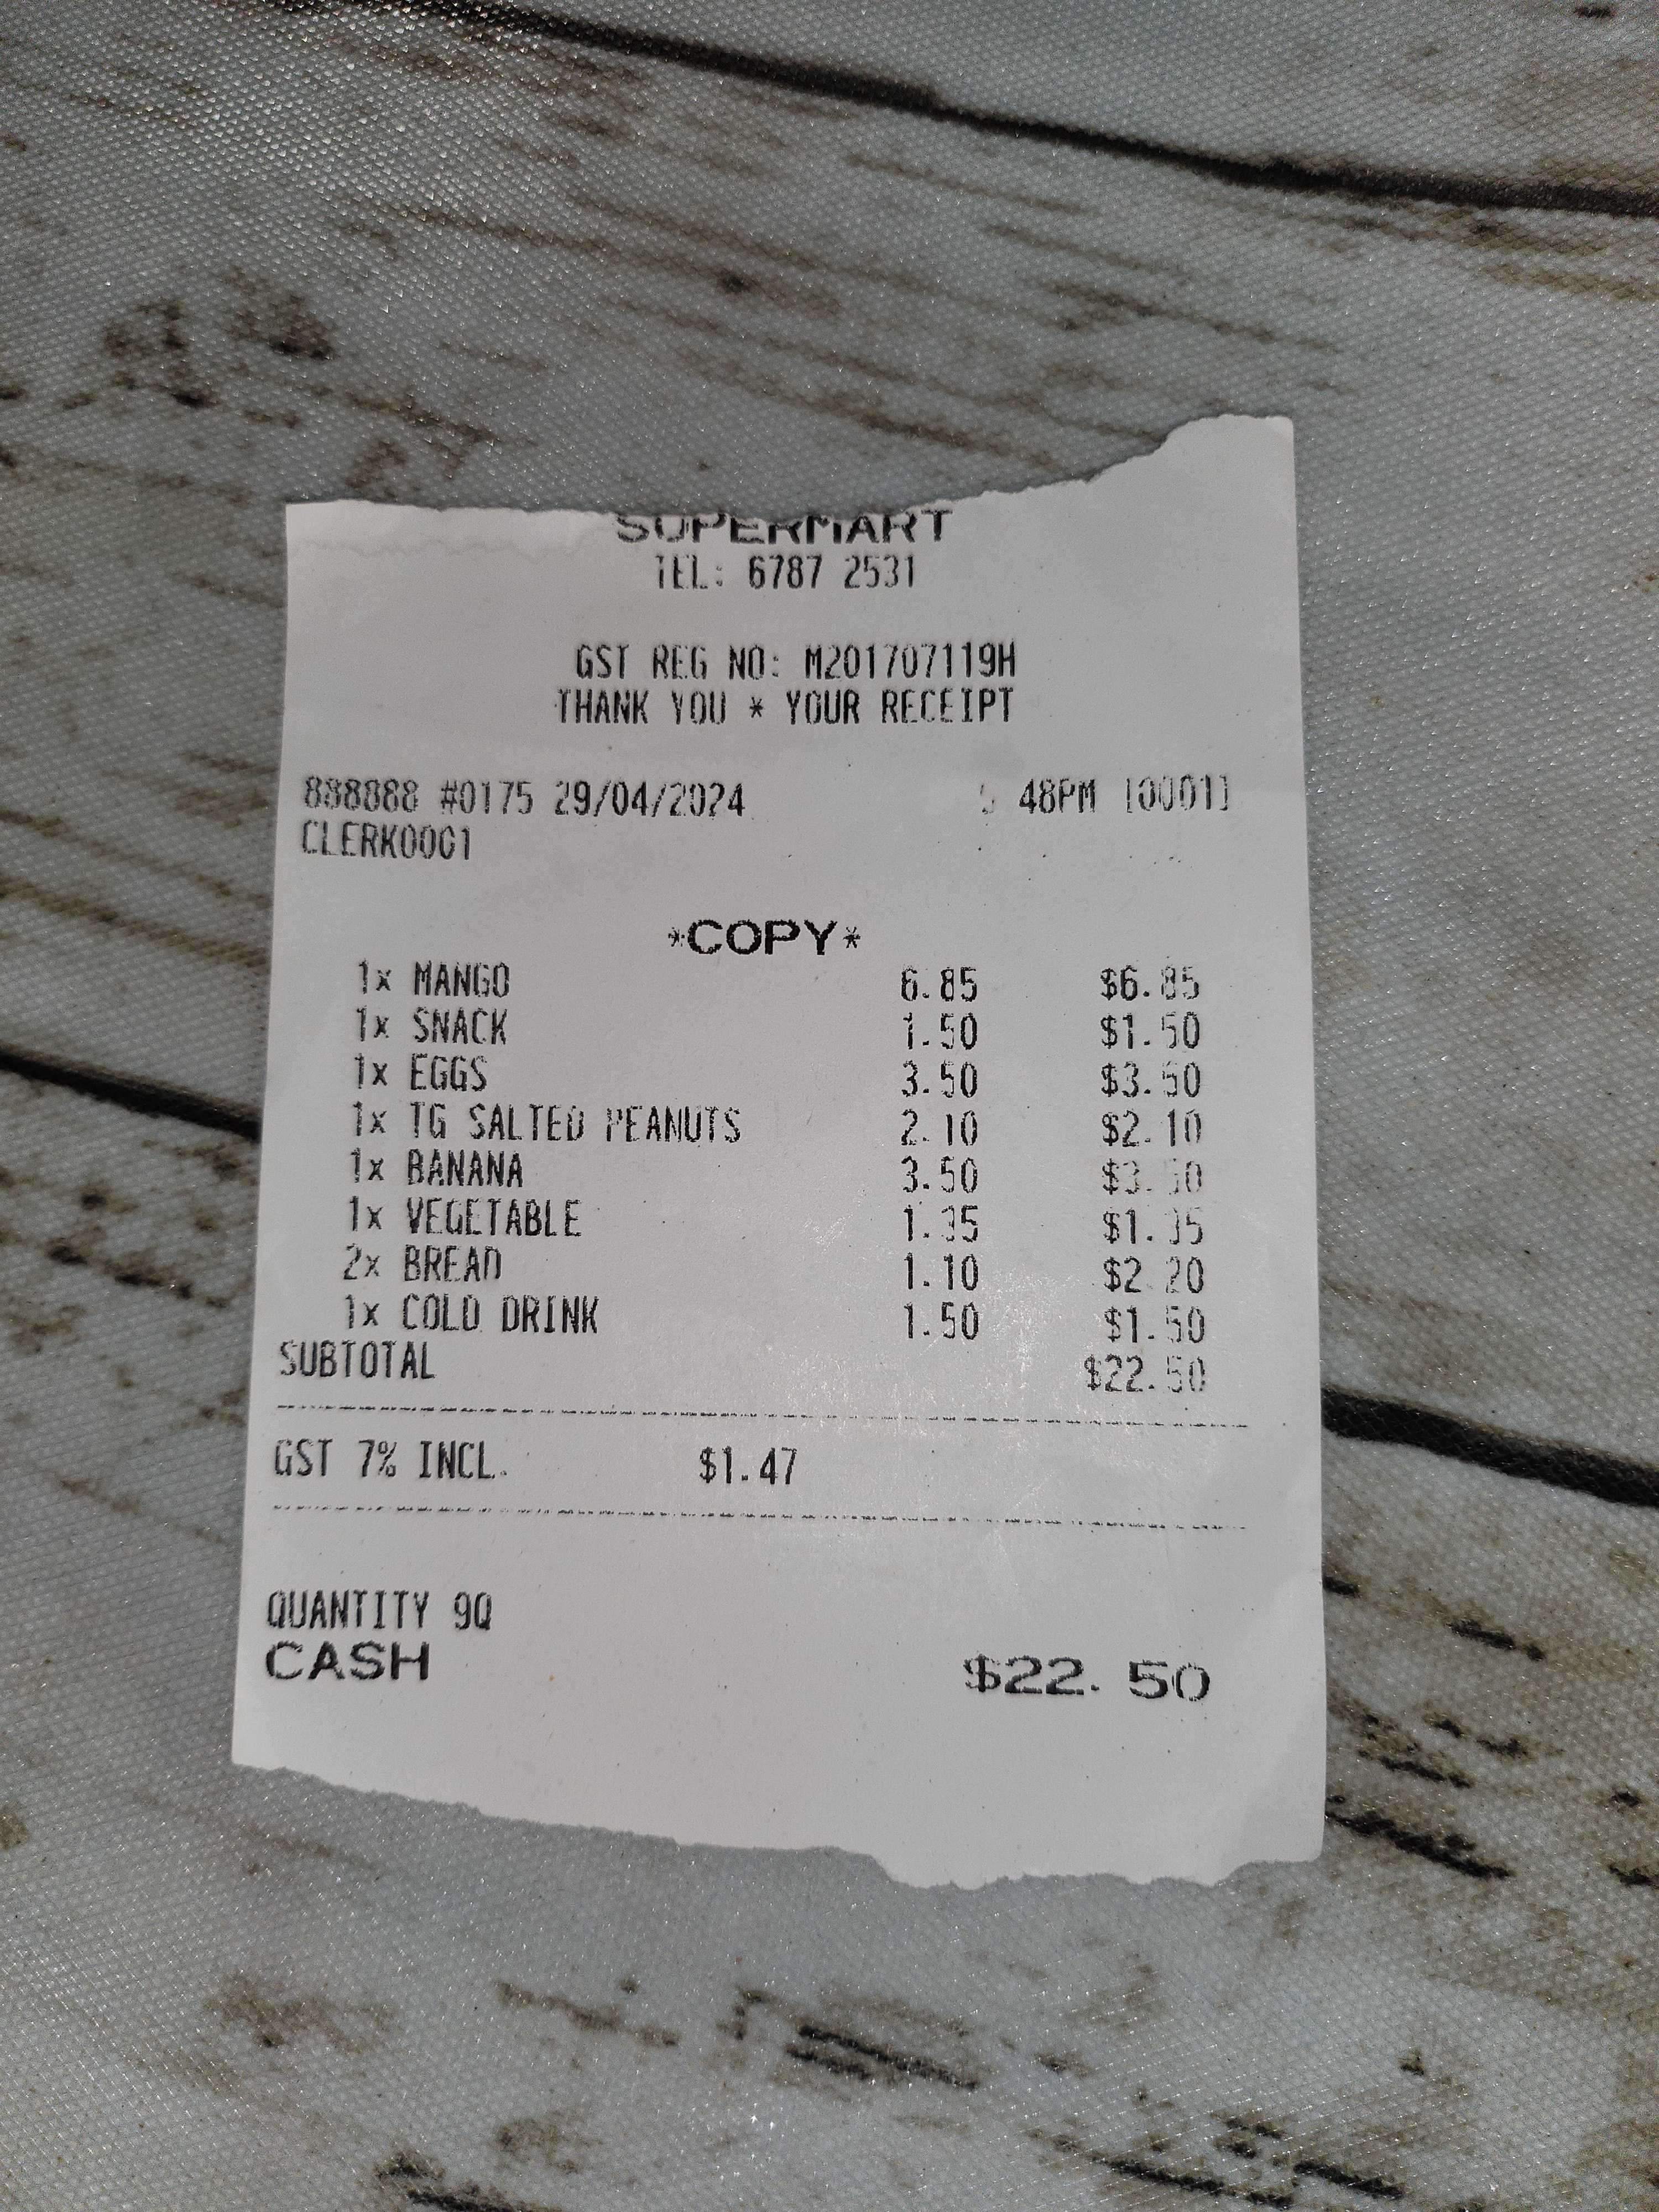 SUPERMART
TEL: 6787 2531
GST REG NO: M201707119H
THANK YOU * YOUR RECEIPT
888888 #0175 29/04/2024 48PM [0001]
CLERK0001
*COPY*
1x MANGO 6.85 $6.85
1x SNACK 1.50 $1.50
1x EGGS 3.50 $3.50
1x TG SALTED PEANUTS 2.10 $2.10
1x BANANA 3.50 $3.50
1x VEGETABLE 1.35 $1.35
2x BREAD 1.10 $2.20
1x COLD DRINK 1.50 $1.50
SUBTOTAL $22.50
GST 7% INCL. $1.47
QUANTITY 9Q
CASH $22.50